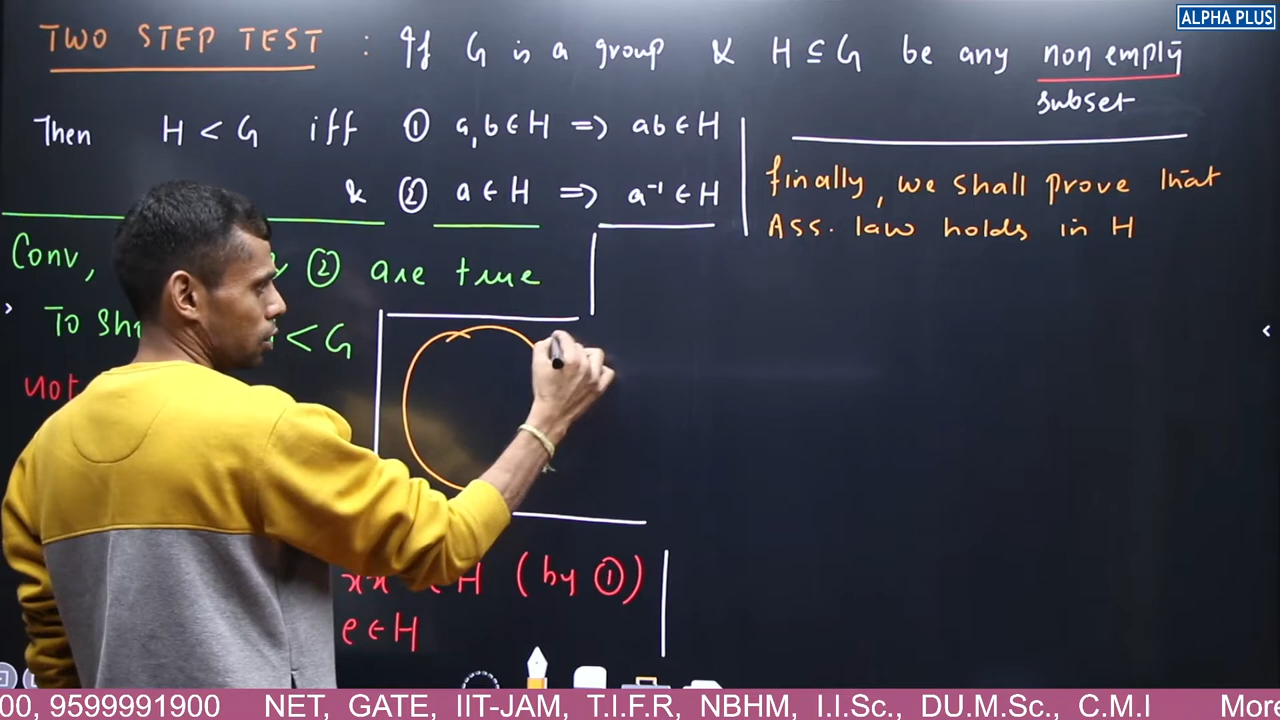 ALPHA PLUS
TWO STEP TEST : If G is a group & H ⊆ G be any non empty
subset
Then H < G iff ① a, b ∈ H => ab ∈ H
& ② a ∈ H => a⁻¹ ∈ H
finally, we shall prove that
Ass. law holds in H
Conv, ② are true
To < G
H (by ①)
e ∈ H
00, 9599991900 NET, GATE, IIT-JAM, T.I.F.R, NBHM, I.I.Sc., DU.M.Sc., C.M.I More